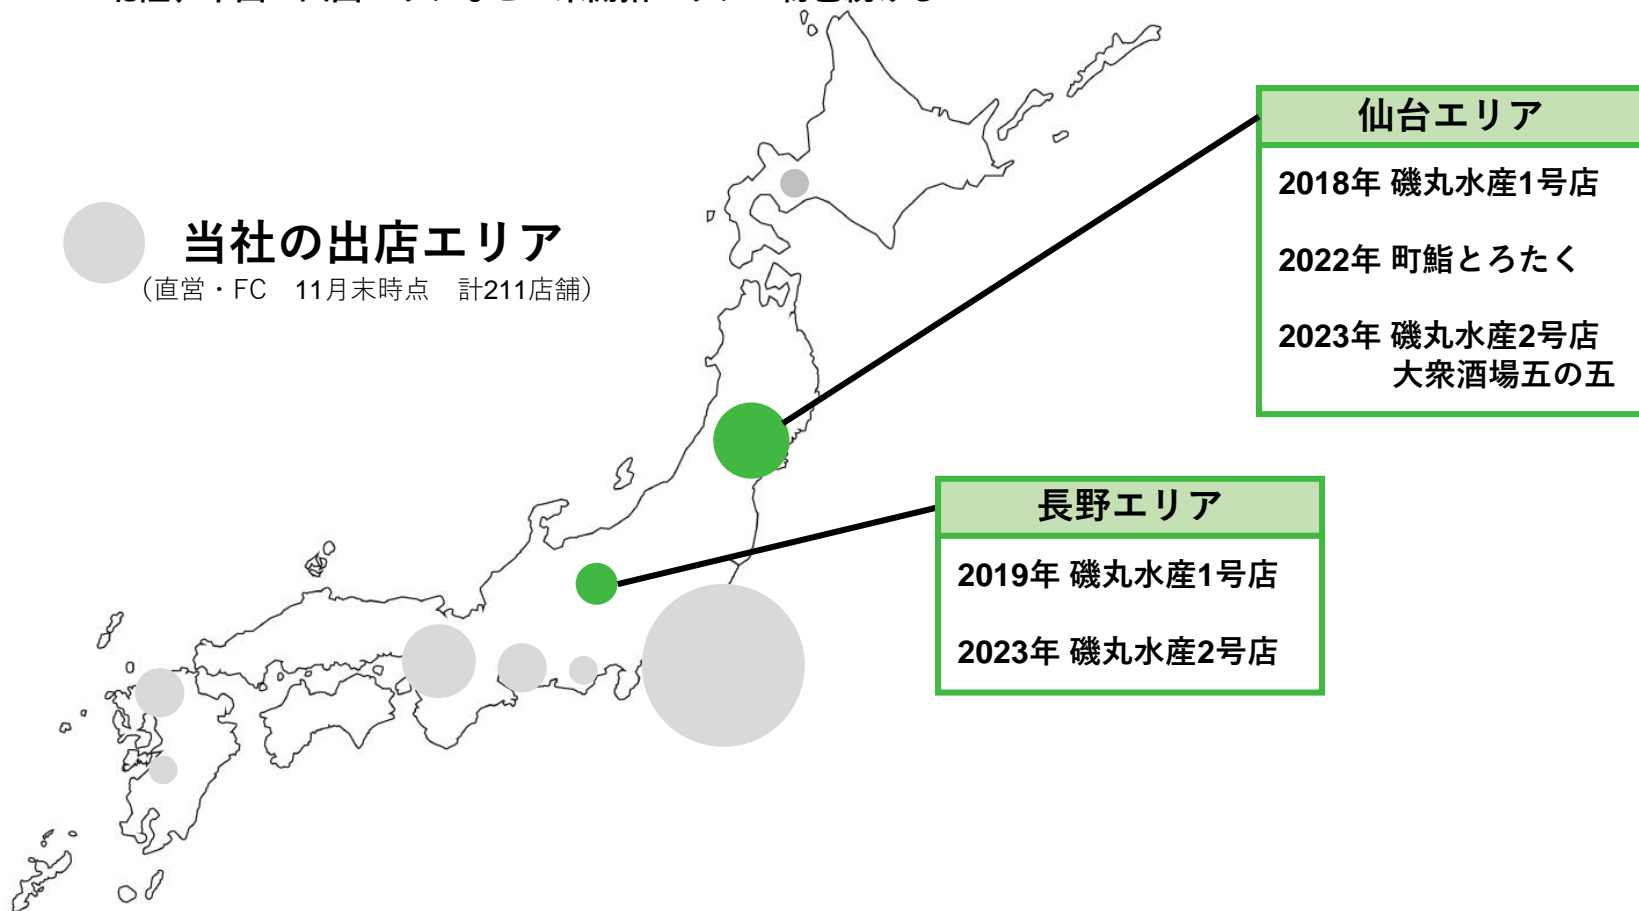 当社の出店エリア
(直営・FC 11月末時点 計211店舗)
仙台エリア
2018年 磯丸水産1号店
2022年 町鮨とろたく
2023年 磯丸水産2号店
大衆酒場五の五
長野エリア
2019年 磯丸水産1号店
2023年 磯丸水産2号店